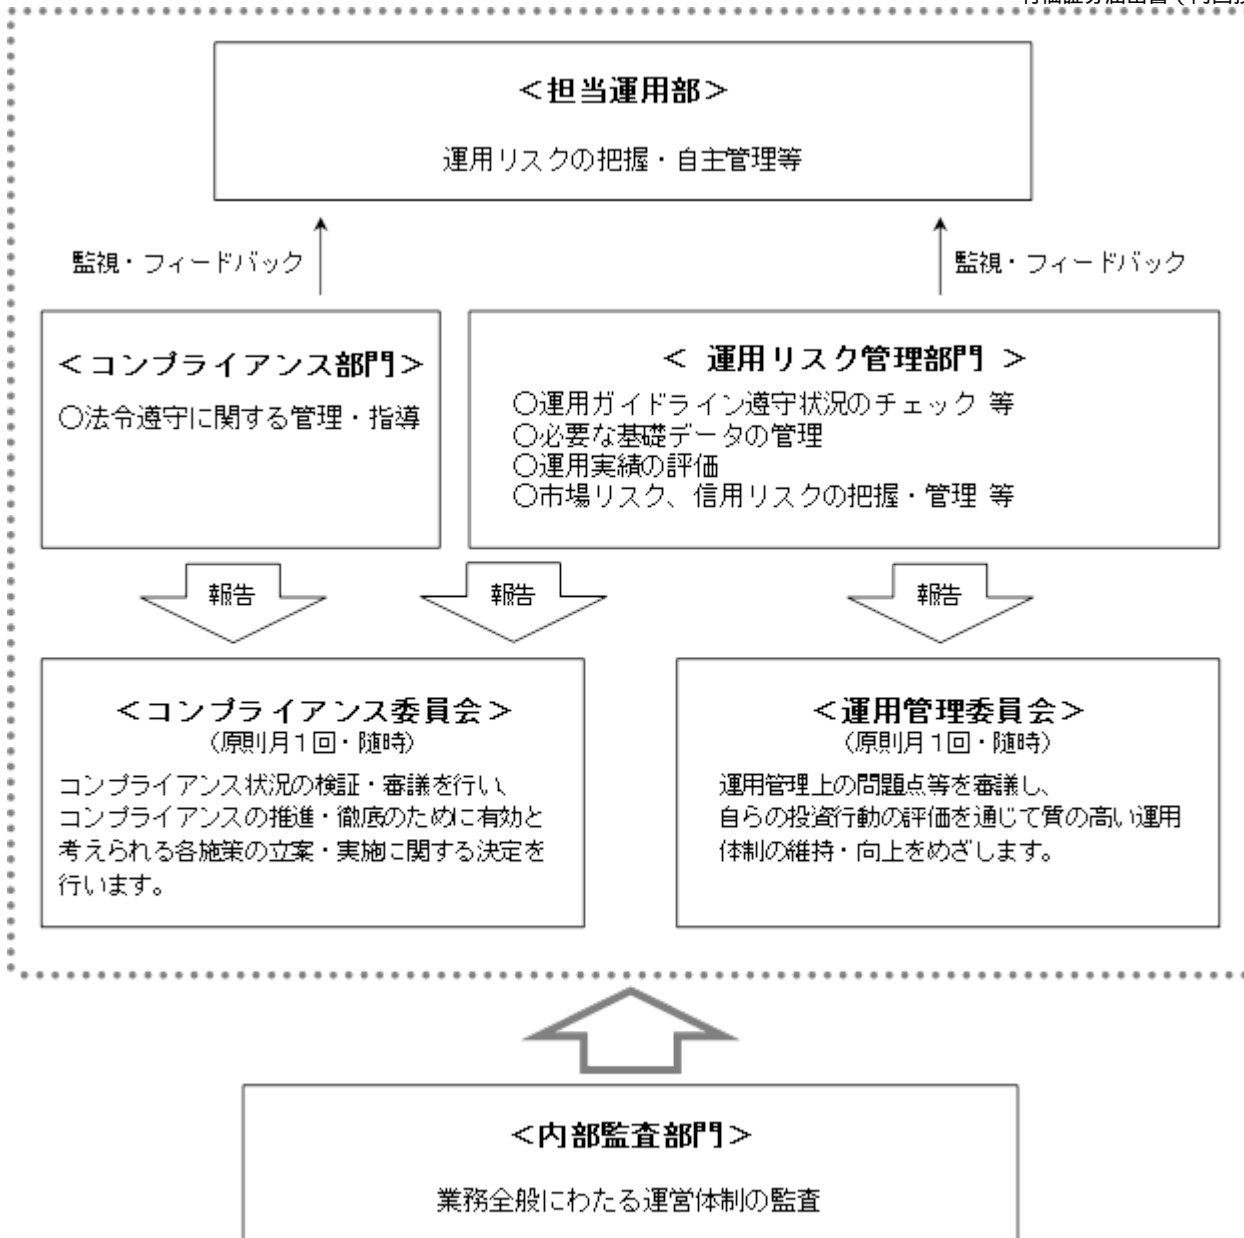 ＜担当運用部＞
運用リスクの把握・自主管理等
監視・フィードバック
監視・フィードバック
＜コンプライアンス部門＞
○法令遵守に関する管理・指導
＜ 運用リスク管理部門 ＞
○運用ガイドライン遵守状況のチェック 等
○必要な基礎データの管理
○運用実績の評価
○市場リスク、信用リスクの把握・管理 等
報告
報告
報告
＜コンプライアンス委員会＞
（原則月１回・随時）
コンプライアンス状況の検証・審議を行い、
コンプライアンスの推進・徹底のために有効と
考えられる各施策の立案・実施に関する決定を
行います。
＜運用管理委員会＞
（原則月１回・随時）
運用管理上の問題点等を審議し、
自らの投資行動の評価を通じて質の高い運用
体制の維持・向上をめざします。
＜内部監査部門＞
業務全般にわたる運営体制の監査